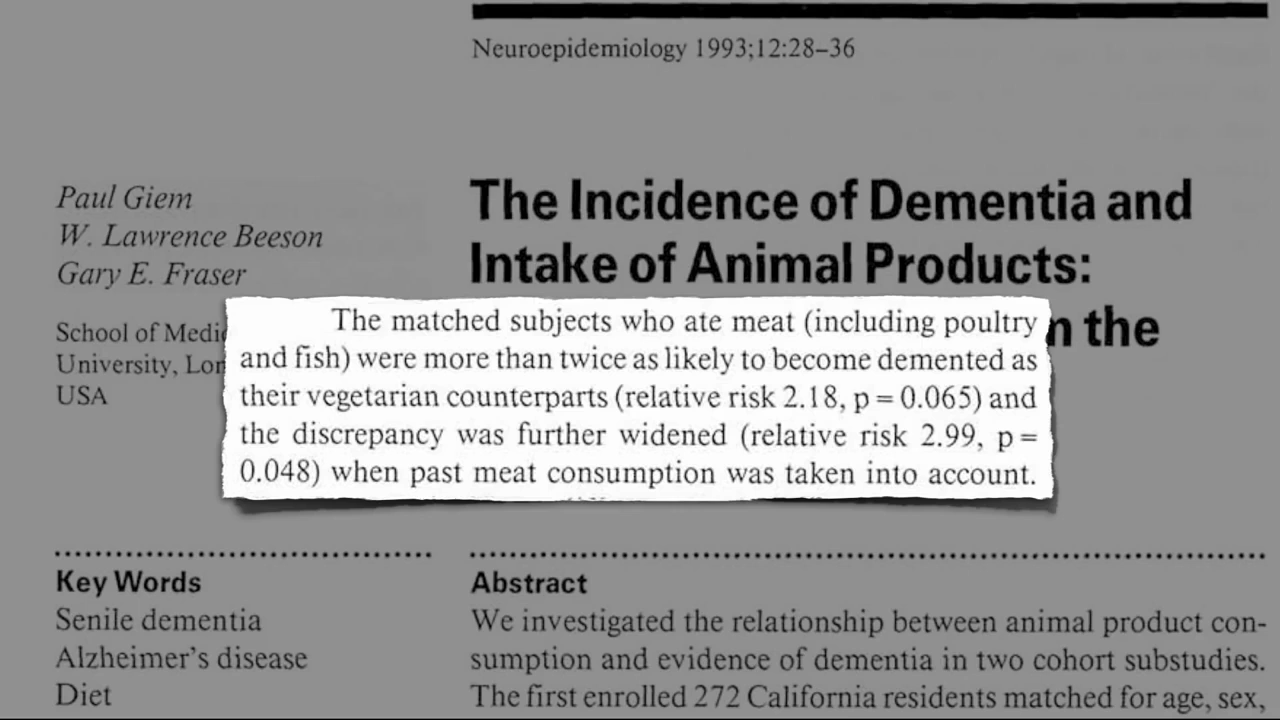 Neuroepidemiology 1993;12:28–36
Paul Giem
W. Lawrence Beeson
Gary E. Fraser
The Incidence of Dementia and
Intake of Animal Products:
the
School of
University,
USA
The matched subjects who ate meat (including poultry
and fish) were more than twice as likely to become demented as
their vegetarian counterparts (relative risk 2.18, p = 0.065) and
the discrepancy was further widened (relative risk 2.99, p =
0.048) when past meat consumption was taken into account.
Key Words
Senile dementia
Alzheimer's disease
Diet
Abstract
We investigated the relationship between animal product con-
sumption and evidence of dementia in two cohort substudies.
The first enrolled 272 California residents matched for age, sex,